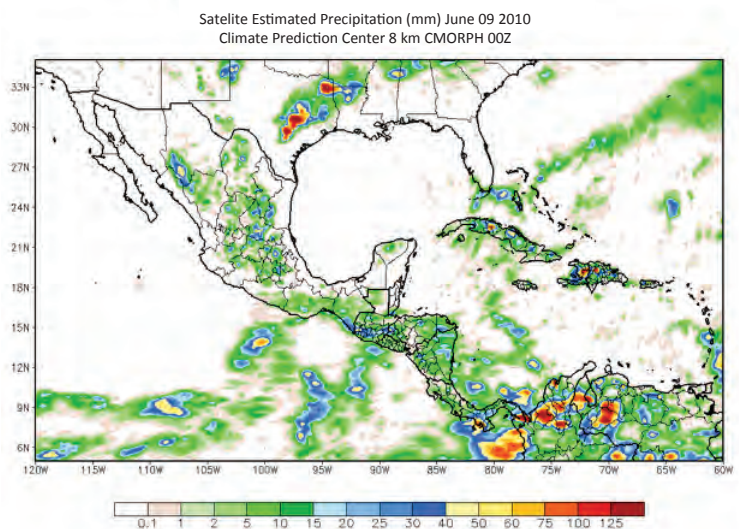 Satelite Estimated Precipitation (mm) June 09 2010
Climate Prediction Center 8 km CMORPH 00Z
33N
30N
27N
24N
21N
18N
15N
12N
9N
6N
120W 115W 110W 105W 100W 95W 90W 85W 80W 75W 70W 65W 60W
0.1 1 2 5 10 15 20 25 30 40 50 60 75 100 125